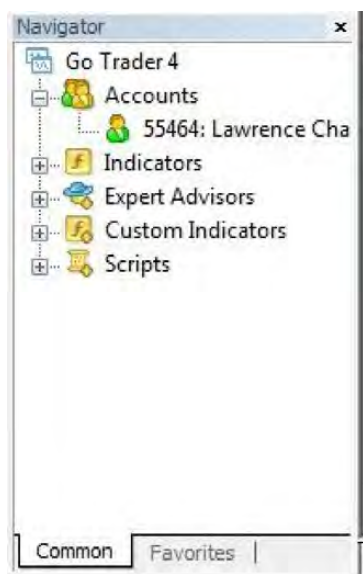 Navigator x
Go Trader 4
Accounts
55464: Lawrence Cha
Indicators
Expert Advisors
Custom Indicators
Scripts
Common Favorites